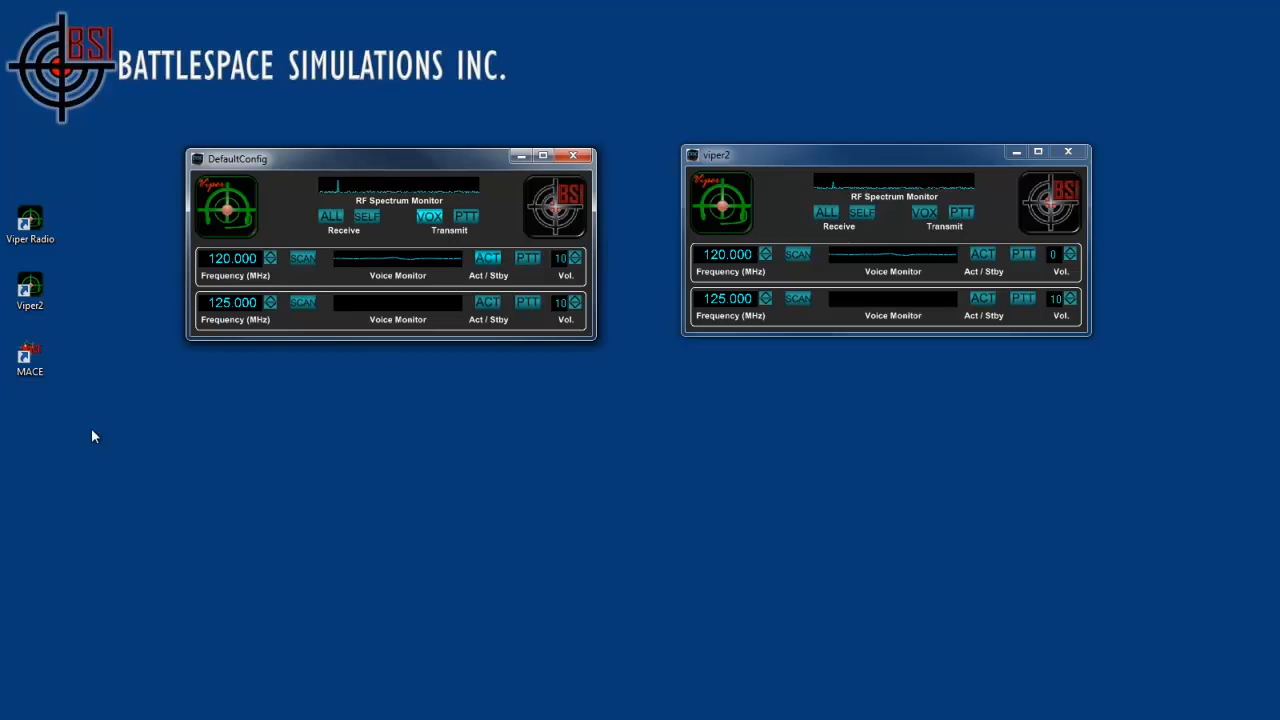 BSI
BATTLESPACE SIMULATIONS INC.
Viper Radio
Viper2
MACE
DefaultConfig
Viper
RF Spectrum Monitor
BSI
ALL SELF VOX PTT
Receive Transmit
120.000 SCAN ACT PTT 10
Frequency (MHz) Voice Monitor Act / Stby Vol.
125.000 SCAN ACT PTT 10
Frequency (MHz) Voice Monitor Act / Stby Vol.
viper2
Viper
RF Spectrum Monitor
BSI
ALL SELF VOX PTT
Receive Transmit
120.000 SCAN ACT PTT 0
Frequency (MHz) Voice Monitor Act / Stby Vol.
125.000 SCAN ACT PTT 10
Frequency (MHz) Voice Monitor Act / Stby Vol.